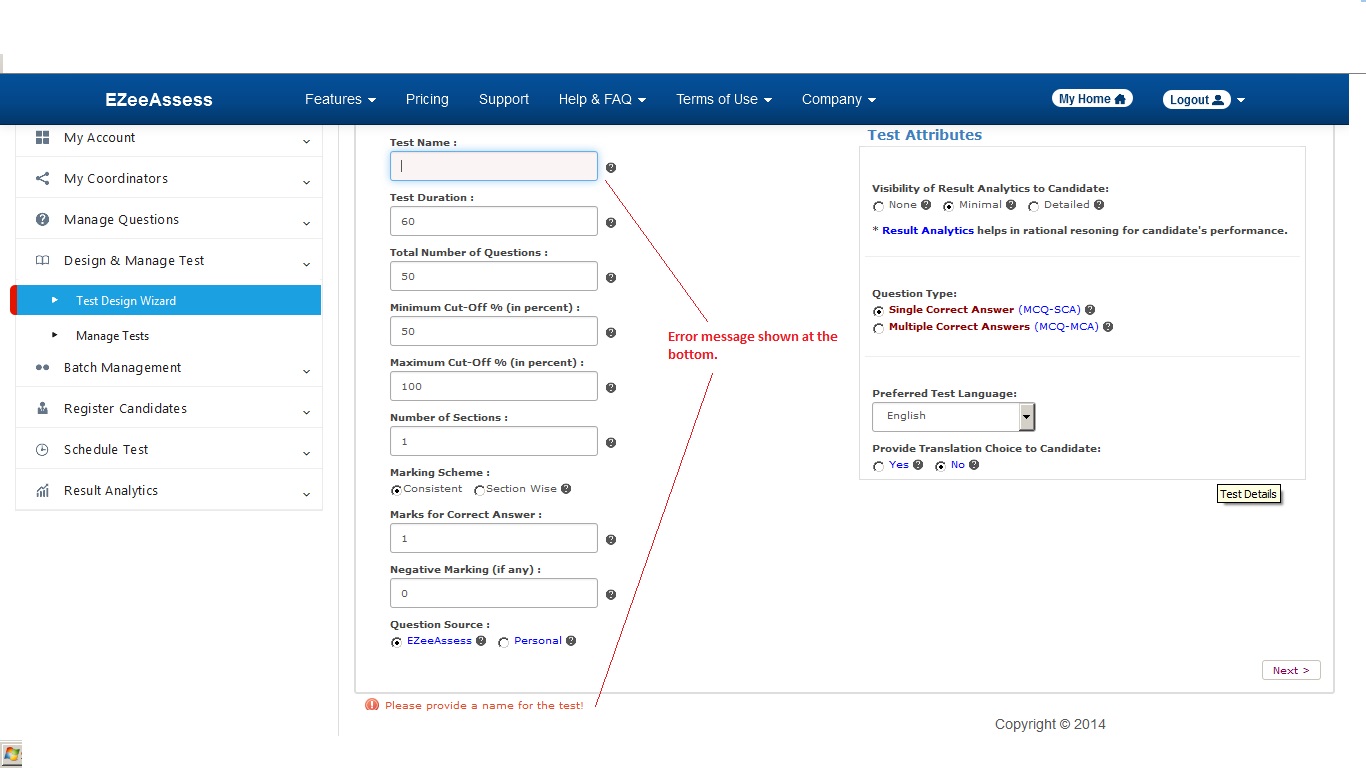 EZeeAssess
Features
Pricing
Support
Help & FAQ
Terms of Use
Company
My Home
Logout
My Account
My Coordinators
Manage Questions
Design & Manage Test
Test Design Wizard
Manage Tests
Batch Management
Register Candidates
Schedule Test
Result Analytics
Test Name :
Test Duration :
60
Total Number of Questions :
50
Minimum Cut-Off % (in percent) :
50
Maximum Cut-Off % (in percent) :
100
Number of Sections :
1
Marking Scheme :
Consistent Section Wise
Marks for Correct Answer :
1
Negative Marking (if any) :
0
Question Source :
EZeeAssess Personal
Please provide a name for the test!
Error message shown at the
bottom.
Test Attributes
Visibility of Result Analytics to Candidate:
None Minimal Detailed
* Result Analytics helps in rational resoning for candidate's performance.
Question Type:
Single Correct Answer (MCQ-SCA)
Multiple Correct Answers (MCQ-MCA)
Preferred Test Language:
English
Provide Translation Choice to Candidate:
Yes No
Test Details
Next >
Copyright © 2014